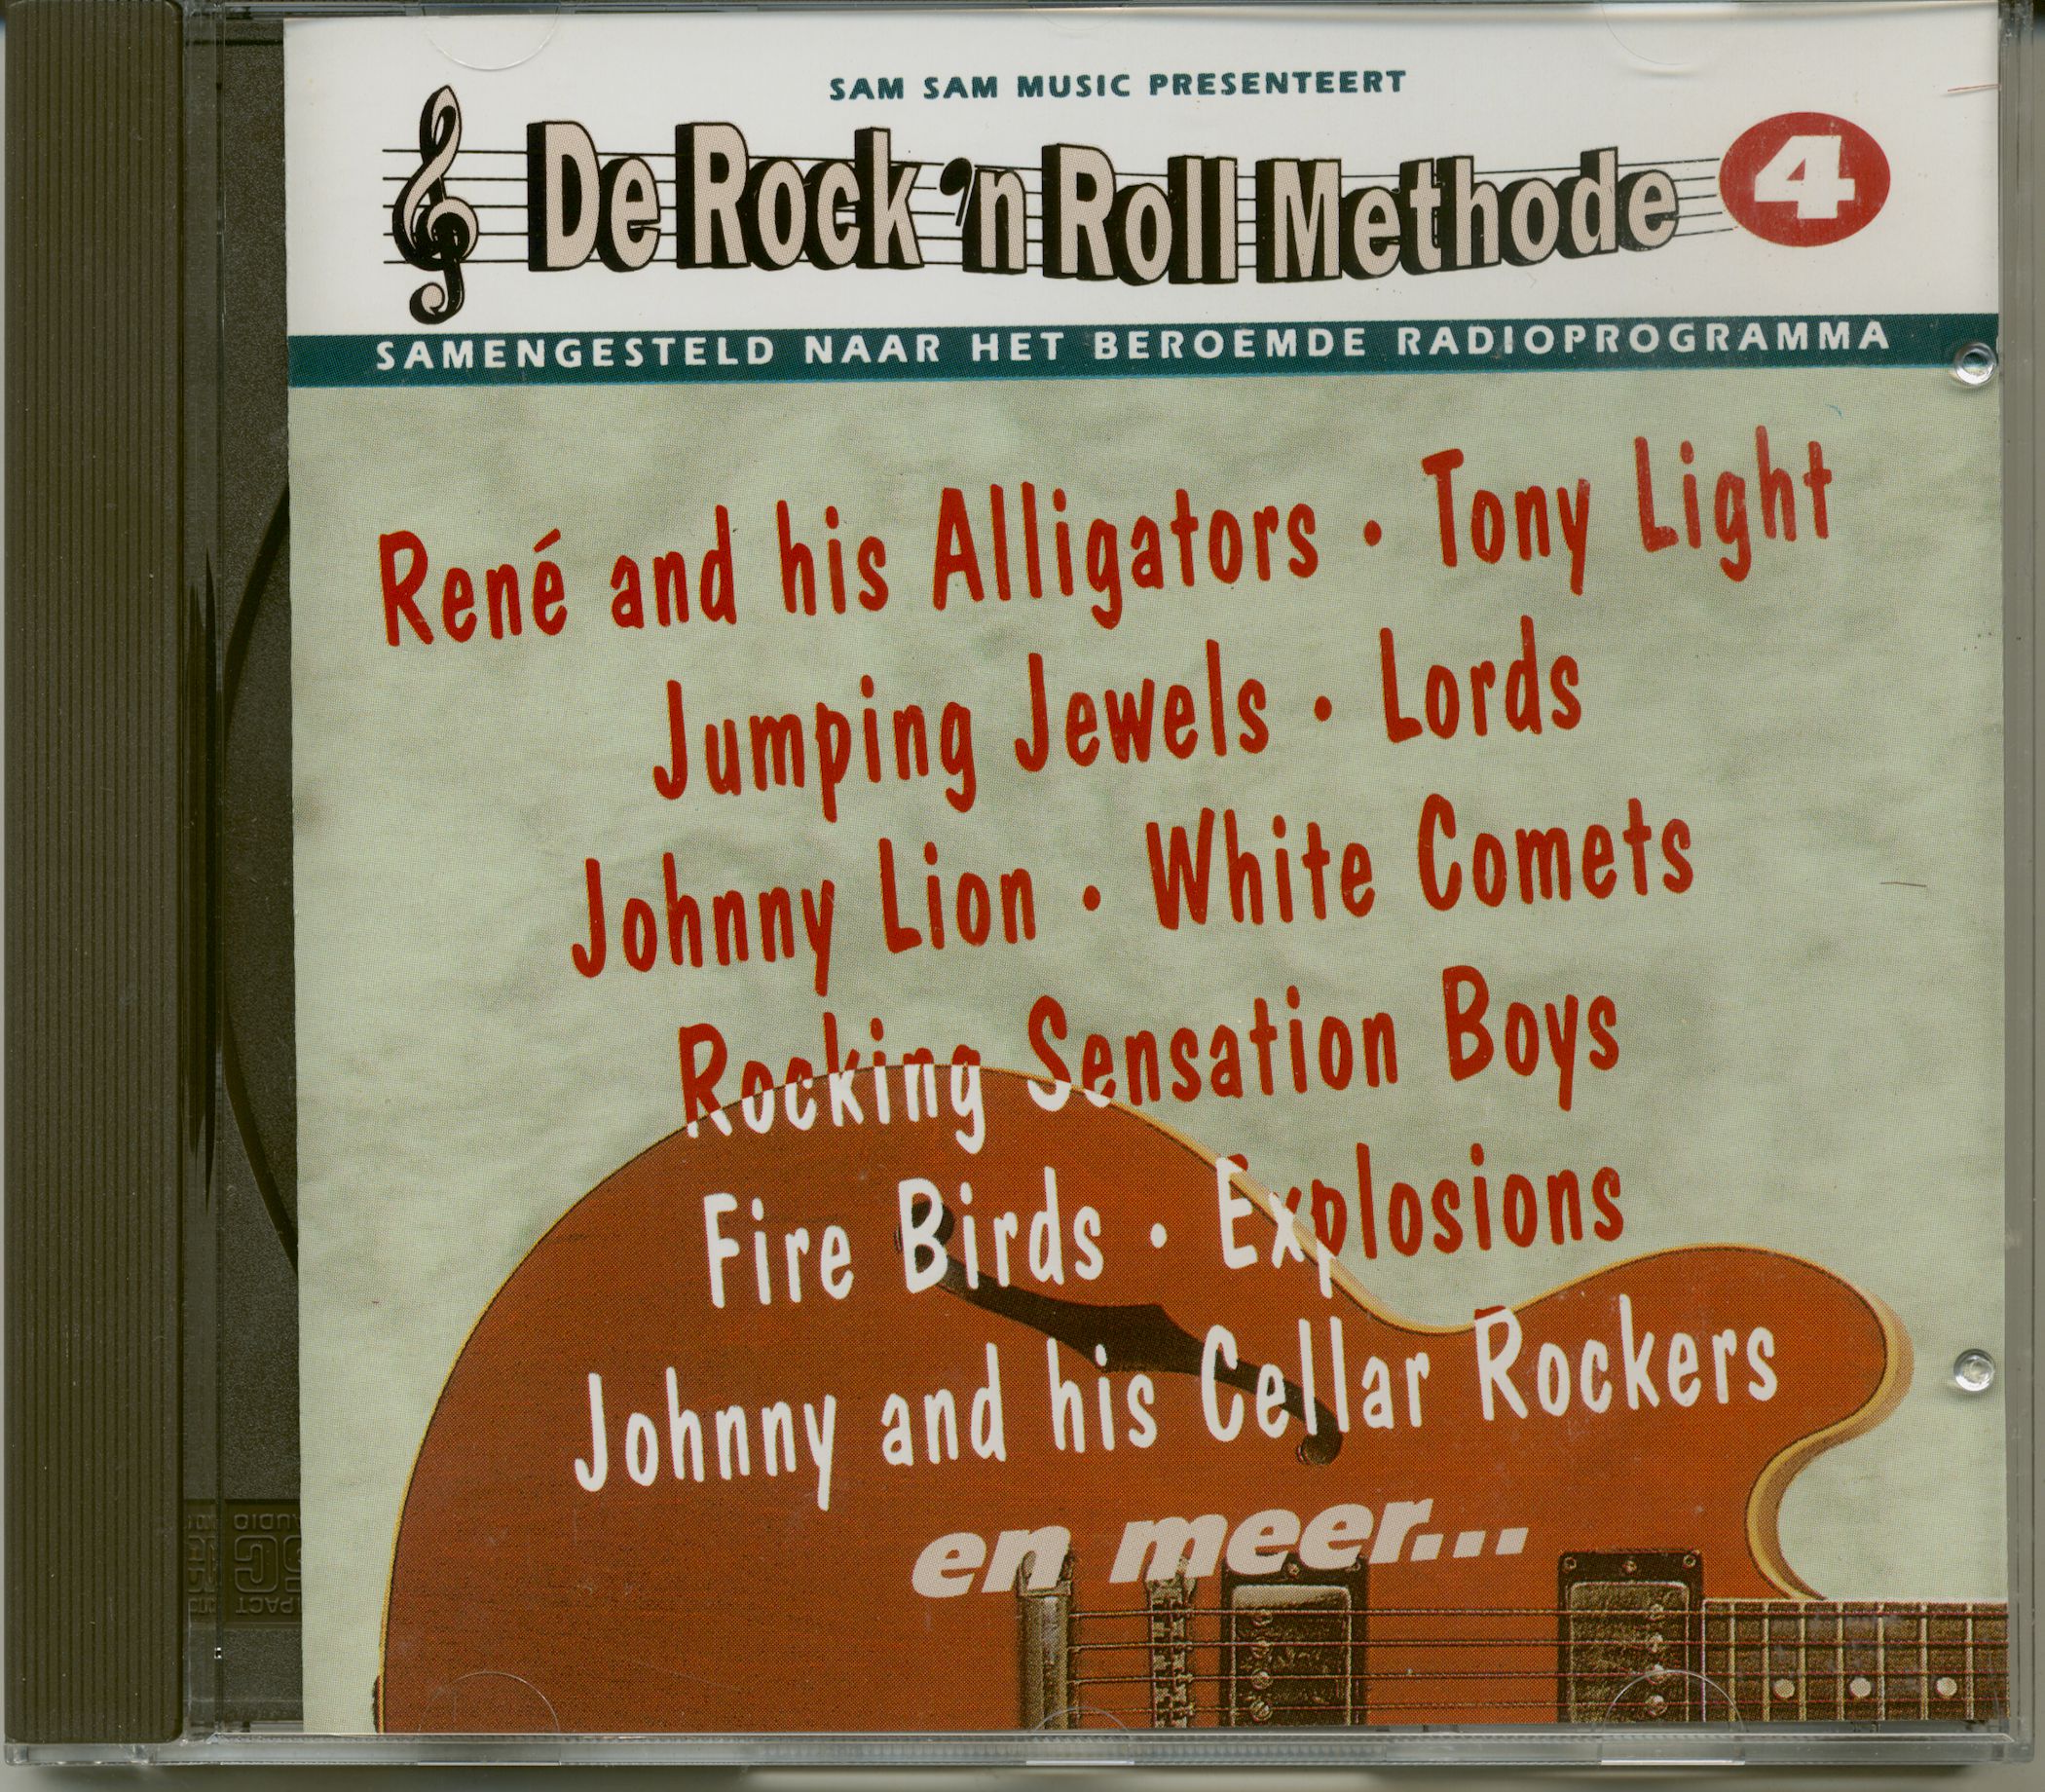 SAM SAM MUSIC PRESENTEERT
De Rock 'n Roll Methode 4
SAMENGESTELD NAAR HET BEROEMDE RADIOPROGRAMMA
René and his Alligators • Tony Light
Jumping Jewels • Lords
Johnny Lion • White Comets
Rocking Sensation Boys
Fire Birds • Explosions
Johnny and his Cellar Rockers
en meer...